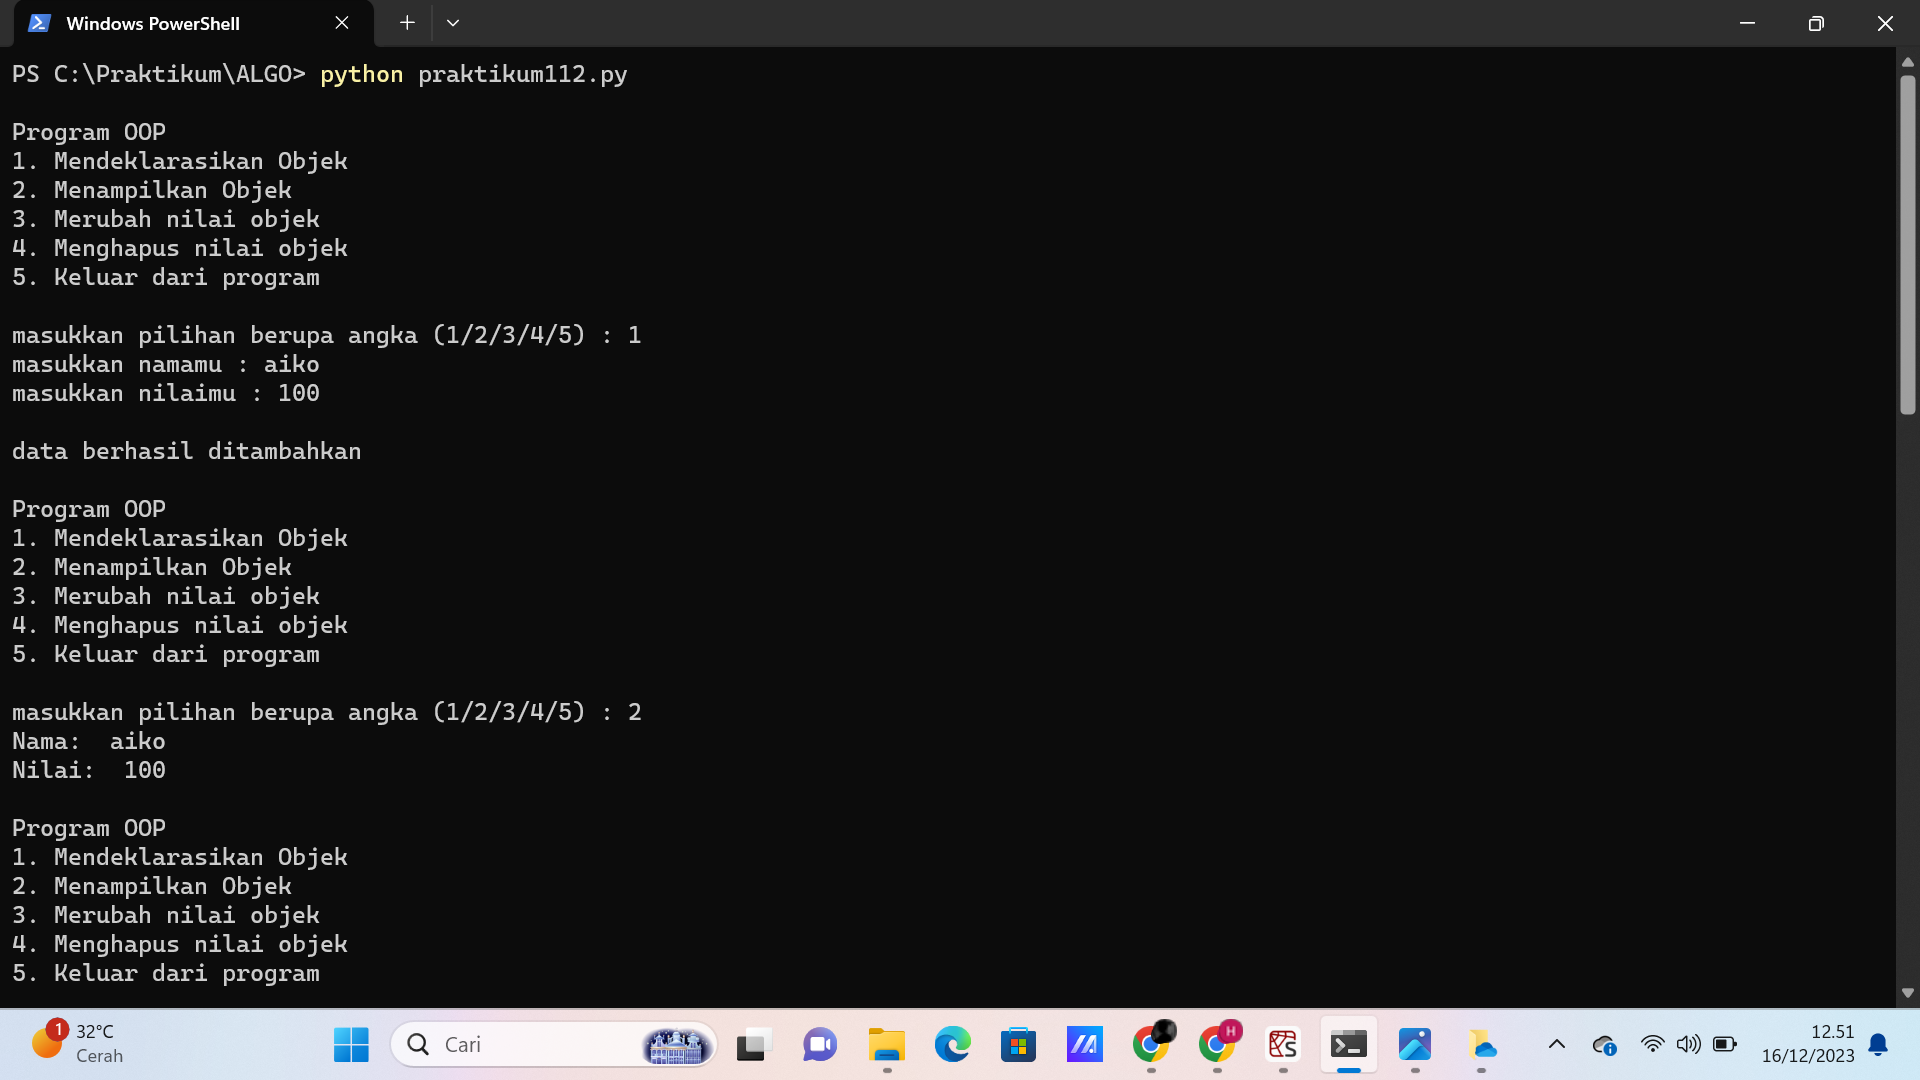 Windows PowerShell
PS C:\Praktikum\ALGO> python praktikum112.py
Program OOP
1. Mendeklarasikan Objek
2. Menampilkan Objek
3. Merubah nilai objek
4. Menghapus nilai objek
5. Keluar dari program
masukkan pilihan berupa angka (1/2/3/4/5) : 1
masukkan namamu : aiko
masukkan nilaimu : 100
data berhasil ditambahkan
Program OOP
1. Mendeklarasikan Objek
2. Menampilkan Objek
3. Merubah nilai objek
4. Menghapus nilai objek
5. Keluar dari program
masukkan pilihan berupa angka (1/2/3/4/5) : 2
Nama:  aiko
Nilai:  100
Program OOP
1. Mendeklarasikan Objek
2. Menampilkan Objek
3. Merubah nilai objek
4. Menghapus nilai objek
5. Keluar dari program
1
32°C
Cerah
Cari
H
S
12.51
16/12/2023